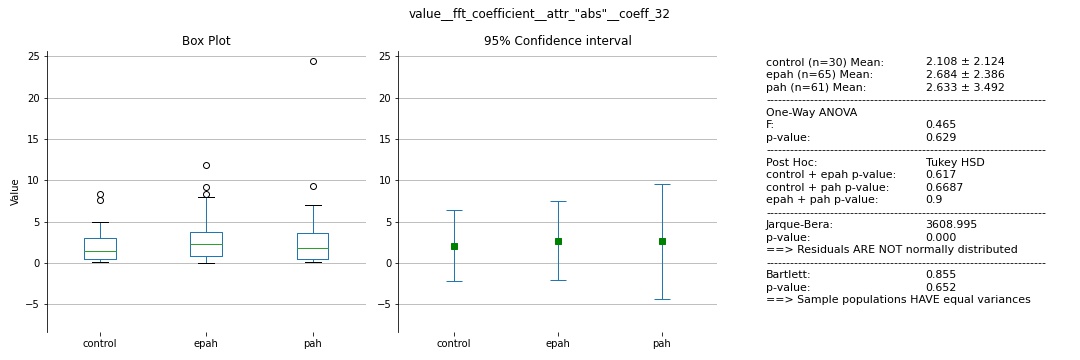 value__fft_coefficient__attr_"abs"__coeff_32
Box Plot
Value
25
20
15
10
5
0
−5
control epah pah
95% Confidence interval
25
20
15
10
5
0
−5
control epah pah
control (n=30) Mean: 2.108 ± 2.124
epah (n=65) Mean: 2.684 ± 2.386
pah (n=61) Mean: 2.633 ± 3.492
One-Way ANOVA
F: 0.465
p-value: 0.629
Post Hoc: Tukey HSD
control + epah p-value: 0.617
control + pah p-value: 0.6687
epah + pah p-value: 0.9
Jarque-Bera: 3608.995
p-value: 0.000
==> Residuals ARE NOT normally distributed
Bartlett: 0.855
p-value: 0.652
==> Sample populations HAVE equal variances